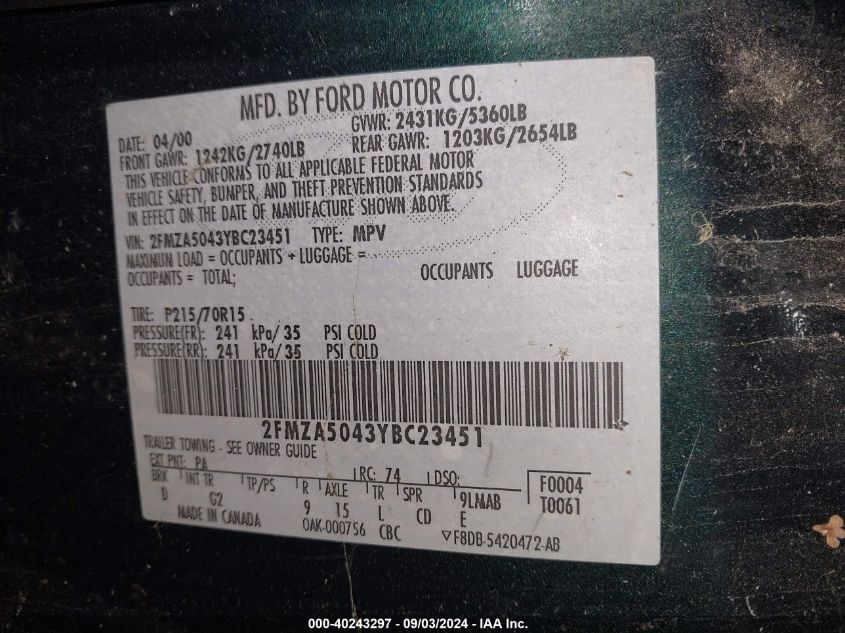 MFD. BY FORD MOTOR CO.
DATE: 04/00 GVWR: 2431KG/5360LB
FRONT GAWR: 1242KG/2740LB REAR GAWR: 1203KG/2654LB
THIS VEHICLE CONFORMS TO ALL APPLICABLE FEDERAL MOTOR
VEHICLE SAFETY, BUMPER, AND THEFT PREVENTION STANDARDS
IN EFFECT ON THE DATE OF MANUFACTURE SHOWN ABOVE.
VIN: 2FMZA5043YBC23451 TYPE: MPV
MAXIMUN LOAD = OCCUPANTS + LUGGAGE =
OCCUPANTS = TOTAL; OCCUPANTS LUGGAGE
TIRE: P215/70R15
PRESSURE(FR): 241 kPa/35 PSI COLD
PRESSURE(RR): 241 kPa/35 PSI COLD
2FMZA5043YBC23451
TRAILER TOWING - SEE OWNER GUIDE
EXT PNT: PA RC: 74 DSO:
BRK INT TR TP/PS R AXLE TR SPR 9LMAB F0004
D G2 9 15 L CD E T0061
MADE IN CANADA OAK-000756 CBC ▽F8DB-5420472-AB
000-40243297 - 09/03/2024 - IAA Inc.